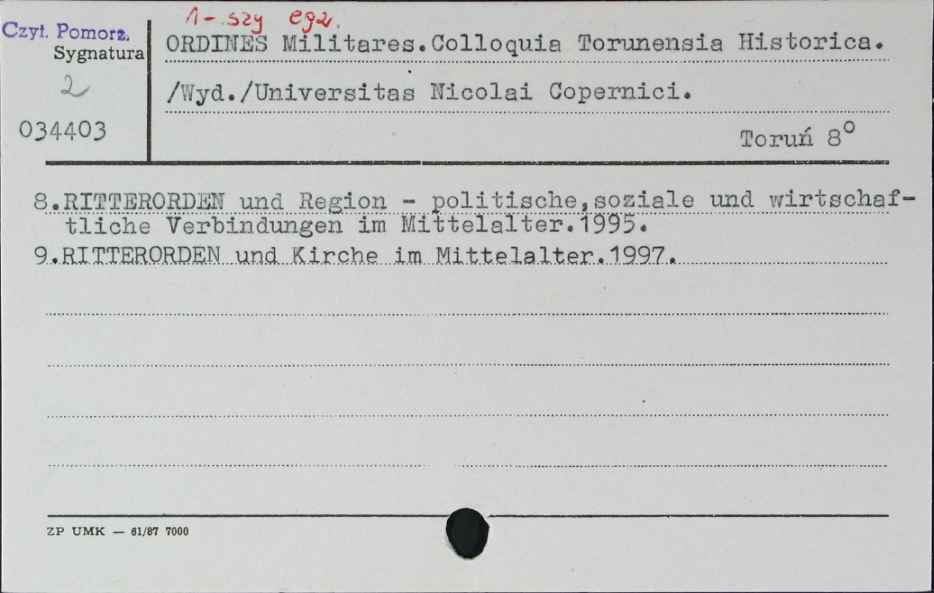 1-szy egz.
Czyt. Pomorz.
Sygnatura
2
034403
ORDINES Militares.Colloquia Torunensia Historica.
/Wyd./Universitas Nicolai Copernici.
Toruń 8°
8.RITTERORDEN und Region - politische,soziale und wirtschaf-
tliche Verbindungen im Mittelalter.1995.
9.RITTERORDEN und Kirche im Mittelalter.1997.
ZP UMK — 61/87 7000